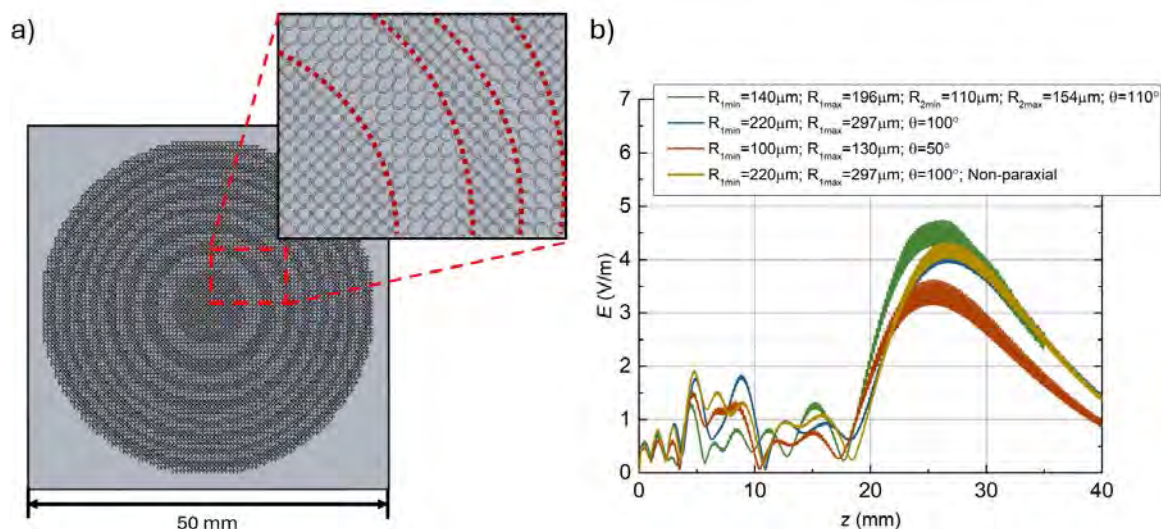 a)
50 mm
b)
R1min=140μm; R1max=196μm; R2min=110μm; R2max=154μm; θ=110°
R1min=220μm; R1max=297μm; θ=100°
R1min=100μm; R1max=130μm; θ=50°
R1min=220μm; R1max=297μm; θ=100°; Non-paraxial
7
6
5
4
3
2
1
0
E (V/m)
0 10 20 30 40
z (mm)